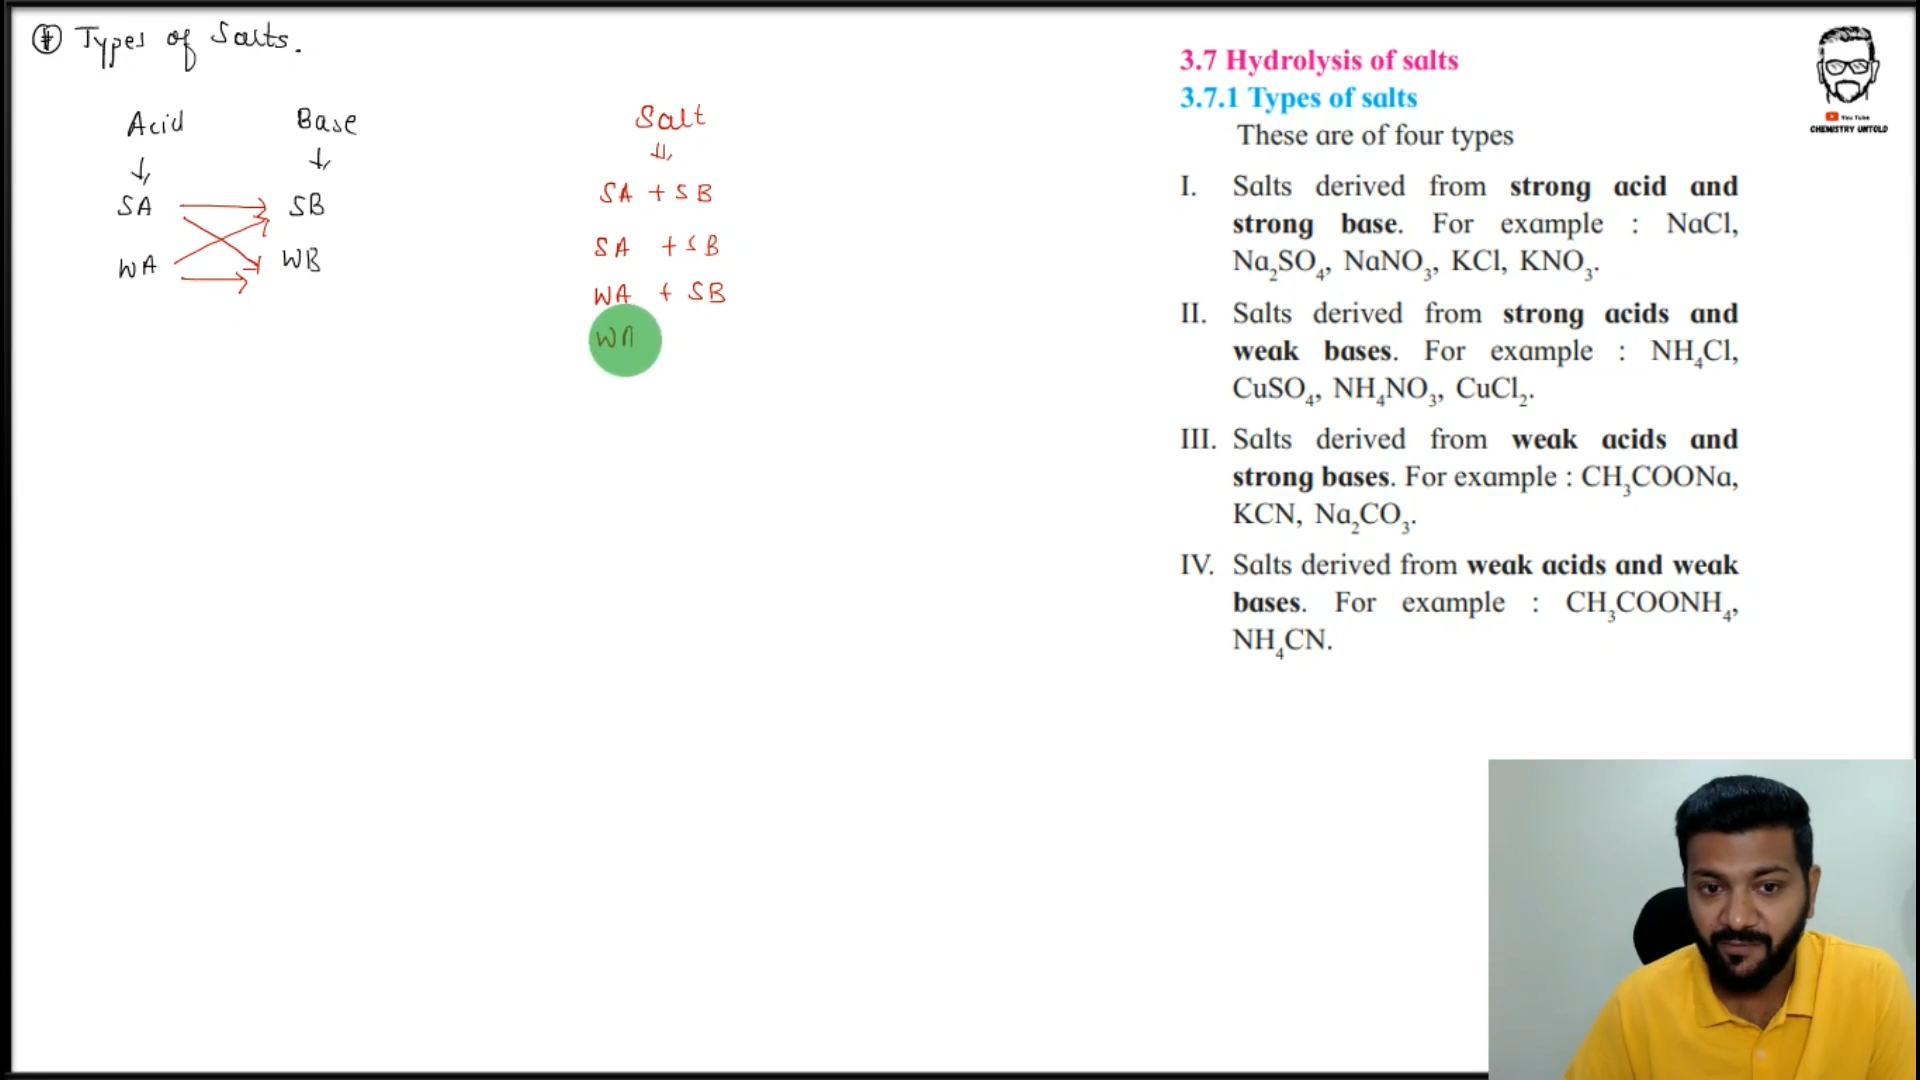 # Types of Salts.
Acid Base
SA SB
WA WB
Salt
SA + SB
SA + SB
WA + SB
WA
3.7 Hydrolysis of salts
3.7.1 Types of salts
These are of four types
I. Salts derived from strong acid and
strong base. For example : NaCl,
Na₂SO₄, NaNO₃, KCl, KNO₃.
II. Salts derived from strong acids and
weak bases. For example : NH₄Cl,
CuSO₄, NH₄NO₃, CuCl₂.
III. Salts derived from weak acids and
strong bases. For example : CH₃COONa,
KCN, Na₂CO₃.
IV. Salts derived from weak acids and weak
bases. For example : CH₃COONH₄,
NH₄CN.
You Tube
CHEMISTRY UNTOLD